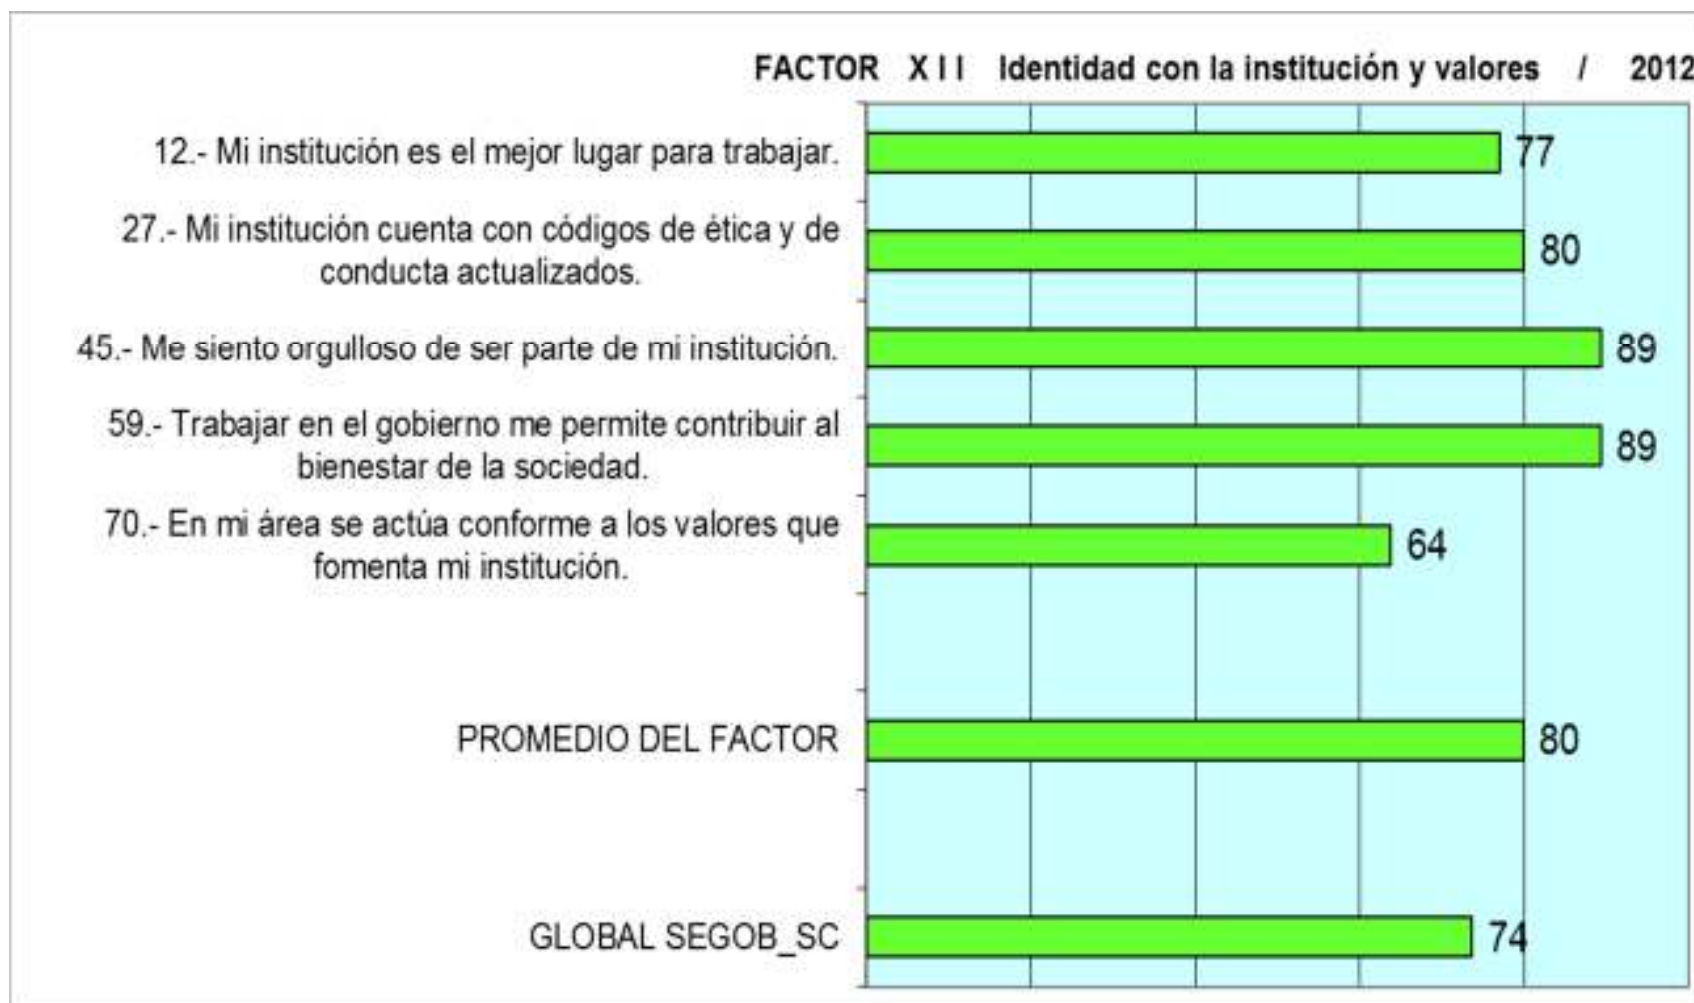 FACTOR X I I Identidad con la institución y valores / 2012
12.- Mi institución es el mejor lugar para trabajar.
77
27.- Mi institución cuenta con códigos de ética y de
conducta actualizados.
80
45.- Me siento orgulloso de ser parte de mi institución.
89
59.- Trabajar en el gobierno me permite contribuir al
bienestar de la sociedad.
89
70.- En mi área se actúa conforme a los valores que
fomenta mi institución.
64
PROMEDIO DEL FACTOR
80
GLOBAL SEGOB_SC
74